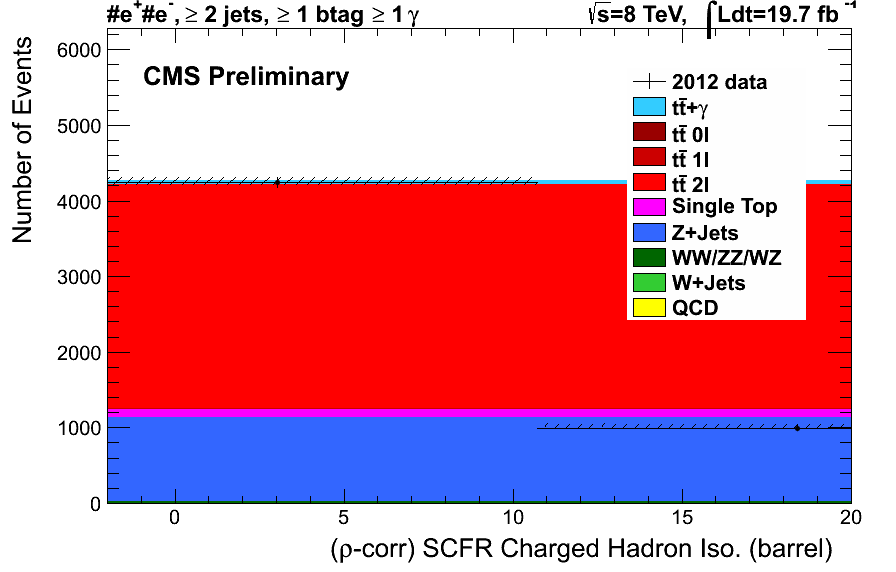 #e⁺#e⁻, ≥ 2 jets, ≥ 1 btag ≥ 1 γ
√s=8 TeV, ∫Ldt=19.7 fb⁻¹
CMS Preliminary
2012 data
tt̄+γ
tt̄ 0l
tt̄ 1l
tt̄ 2l
Single Top
Z+Jets
WW/ZZ/WZ
W+Jets
QCD
Number of Events
6000
5000
4000
3000
2000
1000
0
0 5 10 15 20
(ρ-corr) SCFR Charged Hadron Iso. (barrel)